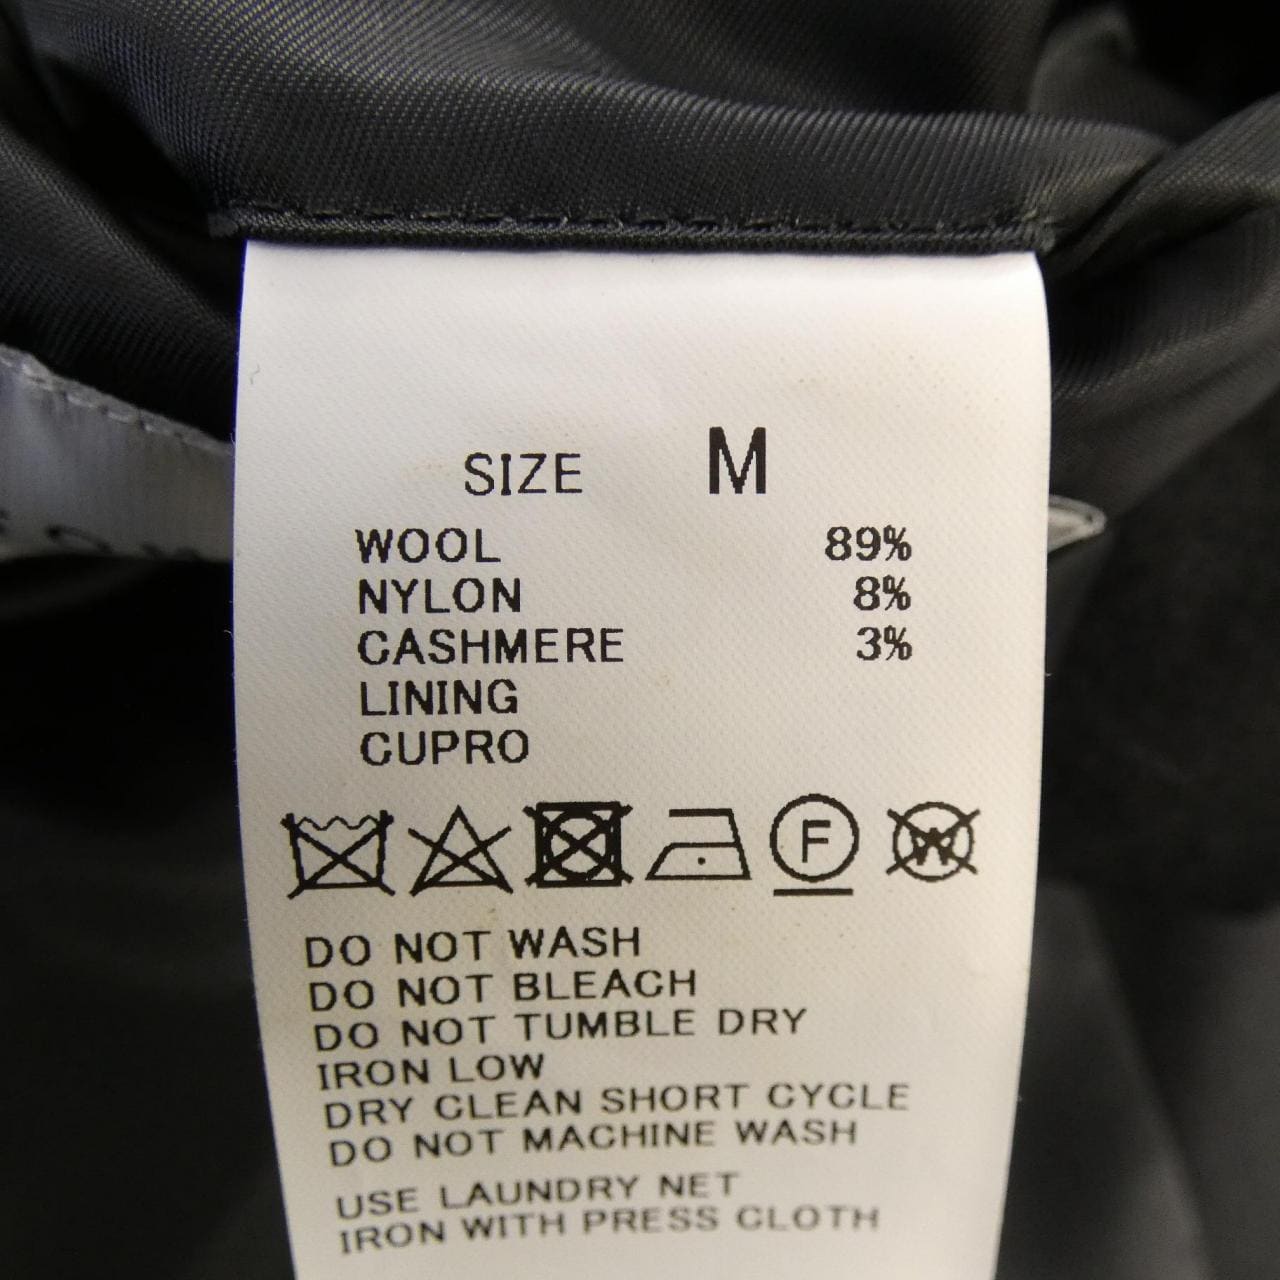 SIZE M
WOOL 89%
NYLON 8%
CASHMERE 3%
LINING
CUPRO
F W
DO NOT WASH
DO NOT BLEACH
DO NOT TUMBLE DRY
IRON LOW
DRY CLEAN SHORT CYCLE
DO NOT MACHINE WASH
USE LAUNDRY NET
IRON WITH PRESS CLOTH